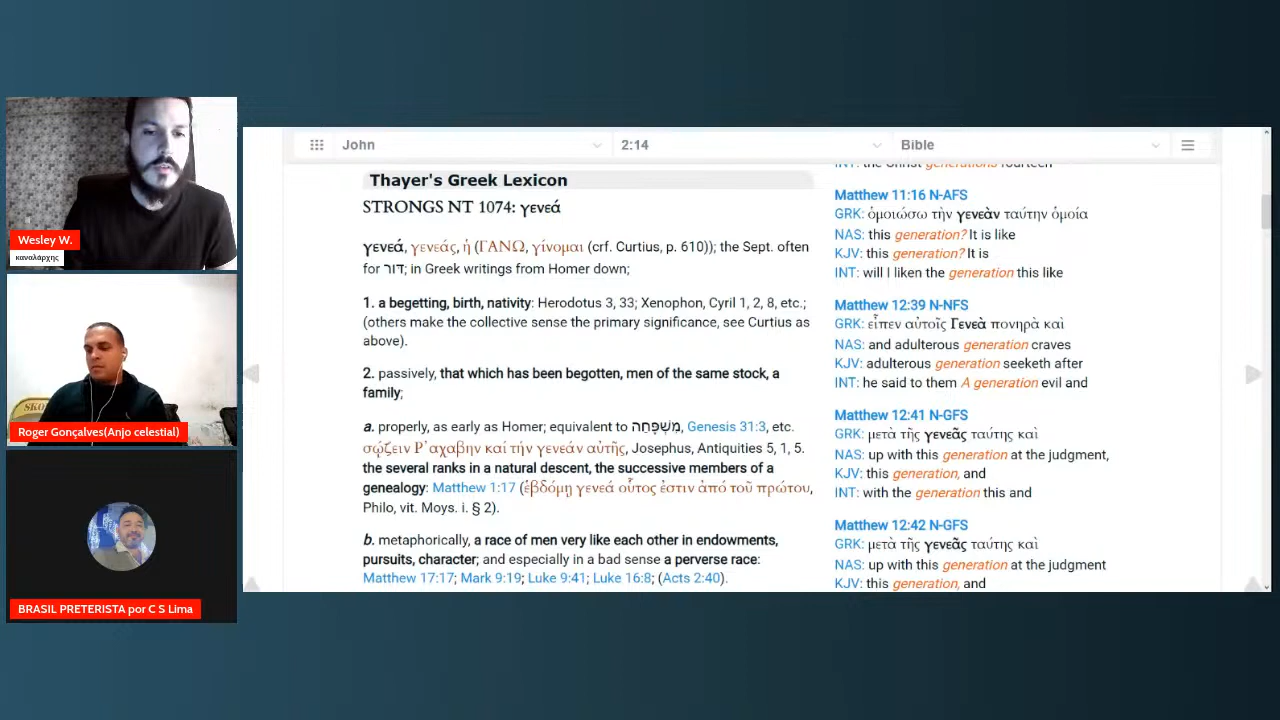 Wesley W.
καναλάρχης
Roger Gonçalves(Anjo celestial)
BRASIL PRETERISTA por C S Lima
John
2:14
Bible
Thayer's Greek Lexicon
STRONGS NT 1074: γενεά
γενεά, γενεάς, ἡ (ΓΑΝΩ, γίνομαι (crf. Curtius, p. 610)); the Sept. often
for דּוֹר; in Greek writings from Homer down;
1. a begetting, birth, nativity: Herodotus 3, 33; Xenophon, Cyril 1, 2, 8, etc.;
(others make the collective sense the primary significance, see Curtius as
above).
2. passively, that which has been begotten, men of the same stock, a
family;
a. properly, as early as Homer; equivalent to מִשְׁפָּחָה, Genesis 31:3, etc.
σῴζειν Ῥ᾽αχαβην καί τήν γενεάν αὐτῆς, Josephus, Antiquities 5, 1, 5.
the several ranks in a natural descent, the successive members of a
genealogy: Matthew 1:17 (ἑβδόμη γενεά οὗτος ἐστιν ἀπό τοῦ πρώτου,
Philo, vit. Moys. i. § 2).
b. metaphorically, a race of men very like each other in endowments,
pursuits, character; and especially in a bad sense a perverse race:
Matthew 17:17; Mark 9:19; Luke 9:41; Luke 16:8; (Acts 2:40).
INT: the Christ generations fourteen
Matthew 11:16 N-AFS
GRK: ὁμοιώσω τὴν γενεὰν ταύτην ὁμοία
NAS: this generation? It is like
KJV: this generation? It is
INT: will I liken the generation this like
Matthew 12:39 N-NFS
GRK: εἶπεν αὐτοῖς Γενεὰ πονηρὰ καὶ
NAS: and adulterous generation craves
KJV: adulterous generation seeketh after
INT: he said to them A generation evil and
Matthew 12:41 N-GFS
GRK: μετὰ τῆς γενεᾶς ταύτης καὶ
NAS: up with this generation at the judgment,
KJV: this generation, and
INT: with the generation this and
Matthew 12:42 N-GFS
GRK: μετὰ τῆς γενεᾶς ταύτης καὶ
NAS: up with this generation at the judgment
KJV: this generation, and